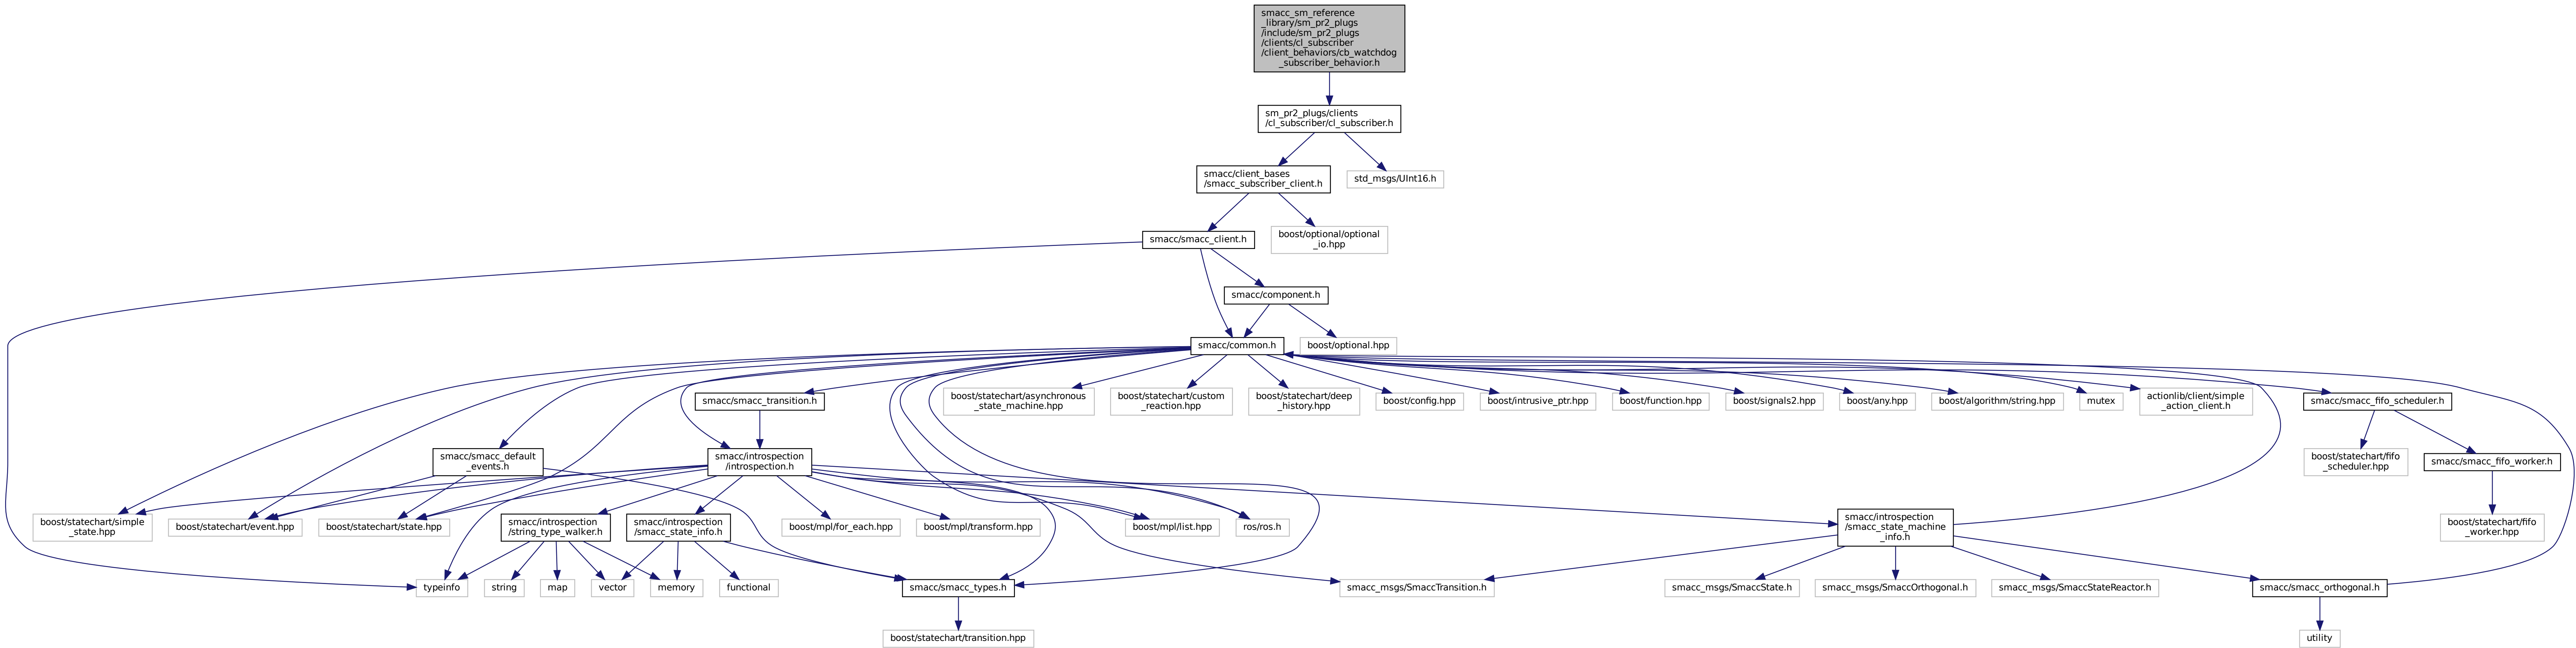 smacc_sm_reference
_library/sm_pr2_plugs
/include/sm_pr2_plugs
/clients/cl_subscriber
/client_behaviors/cb_watchdog
_subscriber_behavior.h
sm_pr2_plugs/clients
/cl_subscriber/cl_subscriber.h
smacc/client_bases
/smacc_subscriber_client.h
std_msgs/UInt16.h
smacc/smacc_client.h
boost/optional/optional
_io.hpp
smacc/component.h
smacc/common.h
boost/optional.hpp
smacc/smacc_transition.h
boost/statechart/asynchronous
_state_machine.hpp
boost/statechart/custom
_reaction.hpp
boost/statechart/deep
_history.hpp
boost/config.hpp
boost/intrusive_ptr.hpp
boost/function.hpp
boost/signals2.hpp
boost/any.hpp
boost/algorithm/string.hpp
mutex
actionlib/client/simple
_action_client.h
smacc/smacc_fifo_scheduler.h
smacc/smacc_default
_events.h
smacc/introspection
/introspection.h
boost/statechart/fifo
_scheduler.hpp
smacc/smacc_fifo_worker.h
boost/statechart/simple
_state.hpp
boost/statechart/event.hpp
boost/statechart/state.hpp
smacc/introspection
/string_type_walker.h
smacc/introspection
/smacc_state_info.h
boost/mpl/for_each.hpp
boost/mpl/transform.hpp
boost/mpl/list.hpp
ros/ros.h
smacc/introspection
/smacc_state_machine
_info.h
boost/statechart/fifo
_worker.hpp
typeinfo
string
map
vector
memory
functional
smacc/smacc_types.h
smacc_msgs/SmaccTransition.h
smacc_msgs/SmaccState.h
smacc_msgs/SmaccOrthogonal.h
smacc_msgs/SmaccStateReactor.h
smacc/smacc_orthogonal.h
boost/statechart/transition.hpp
utility